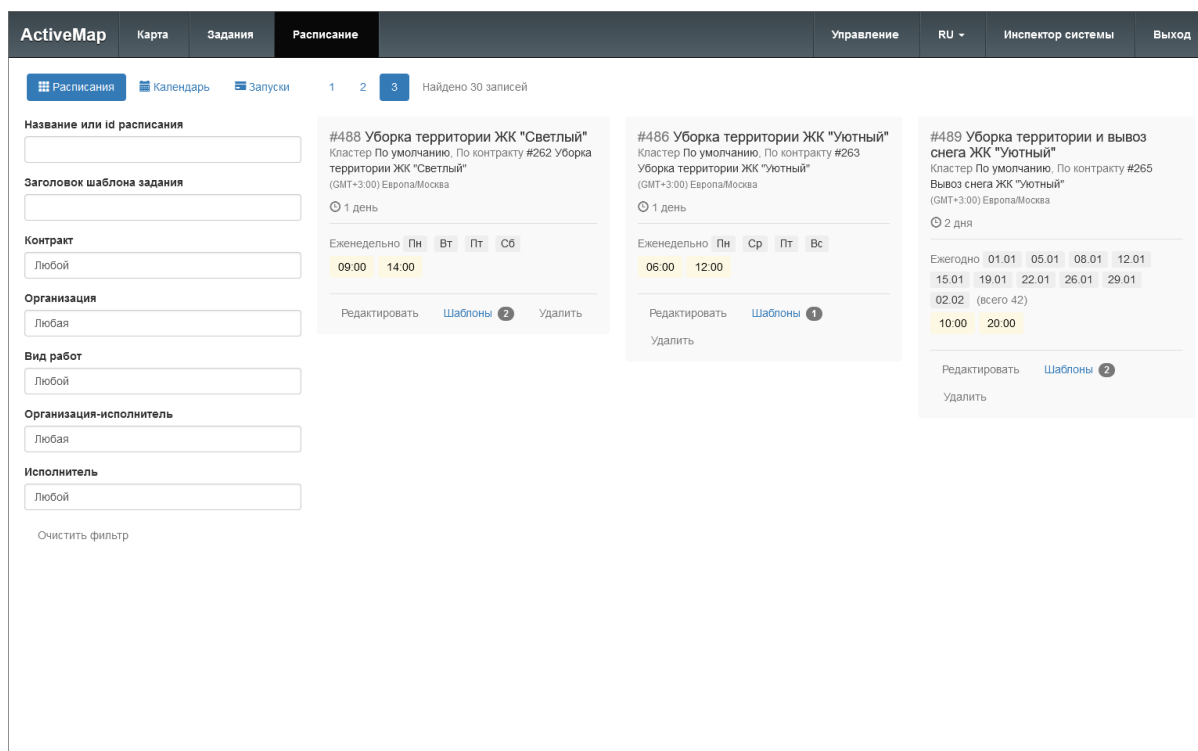 ActiveMap Карта Задания Расписание Управление RU Инспектор системы Выход
Расписания Календарь Запуски 1 2 3 Найдено 30 записей
Название или id расписания
Заголовок шаблона задания
Контракт
Любой
Организация
Любая
Вид работ
Любой
Организация-исполнитель
Любая
Исполнитель
Любой
Очистить фильтр
#488 Уборка территории ЖК "Светлый"
Кластер По умолчанию, По контракту #262 Уборка
территории ЖК "Светлый"
(GMT+3:00) Европа/Москва
1 день
Еженедельно Пн Вт Пт Сб
09:00 14:00
Редактировать Шаблоны 2 Удалить
#486 Уборка территории ЖК "Уютный"
Кластер По умолчанию, По контракту #263
Уборка территории ЖК "Уютный"
(GMT+3:00) Европа/Москва
1 день
Еженедельно Пн Ср Пт Вс
06:00 12:00
Редактировать Шаблоны 1
Удалить
#489 Уборка территории и вывоз
снега ЖК "Уютный"
Кластер По умолчанию, По контракту #265
Вывоз снега ЖК "Уютный"
(GMT+3:00) Европа/Москва
2 дня
Ежегодно 01.01 05.01 08.01 12.01
15.01 19.01 22.01 26.01 29.01
02.02 (всего 42)
10:00 20:00
Редактировать Шаблоны 2
Удалить